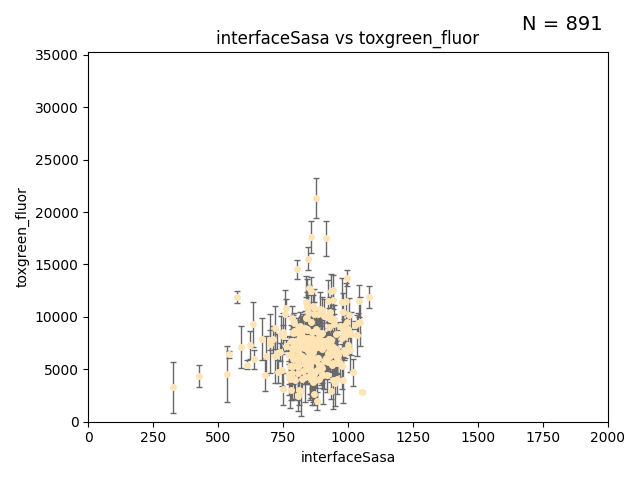 N = 891
interfaceSasa vs toxgreen_fluor
35000
30000
25000
20000
15000
10000
5000
0
toxgreen_fluor
0 250 500 750 1000 1250 1500 1750 2000
interfaceSasa